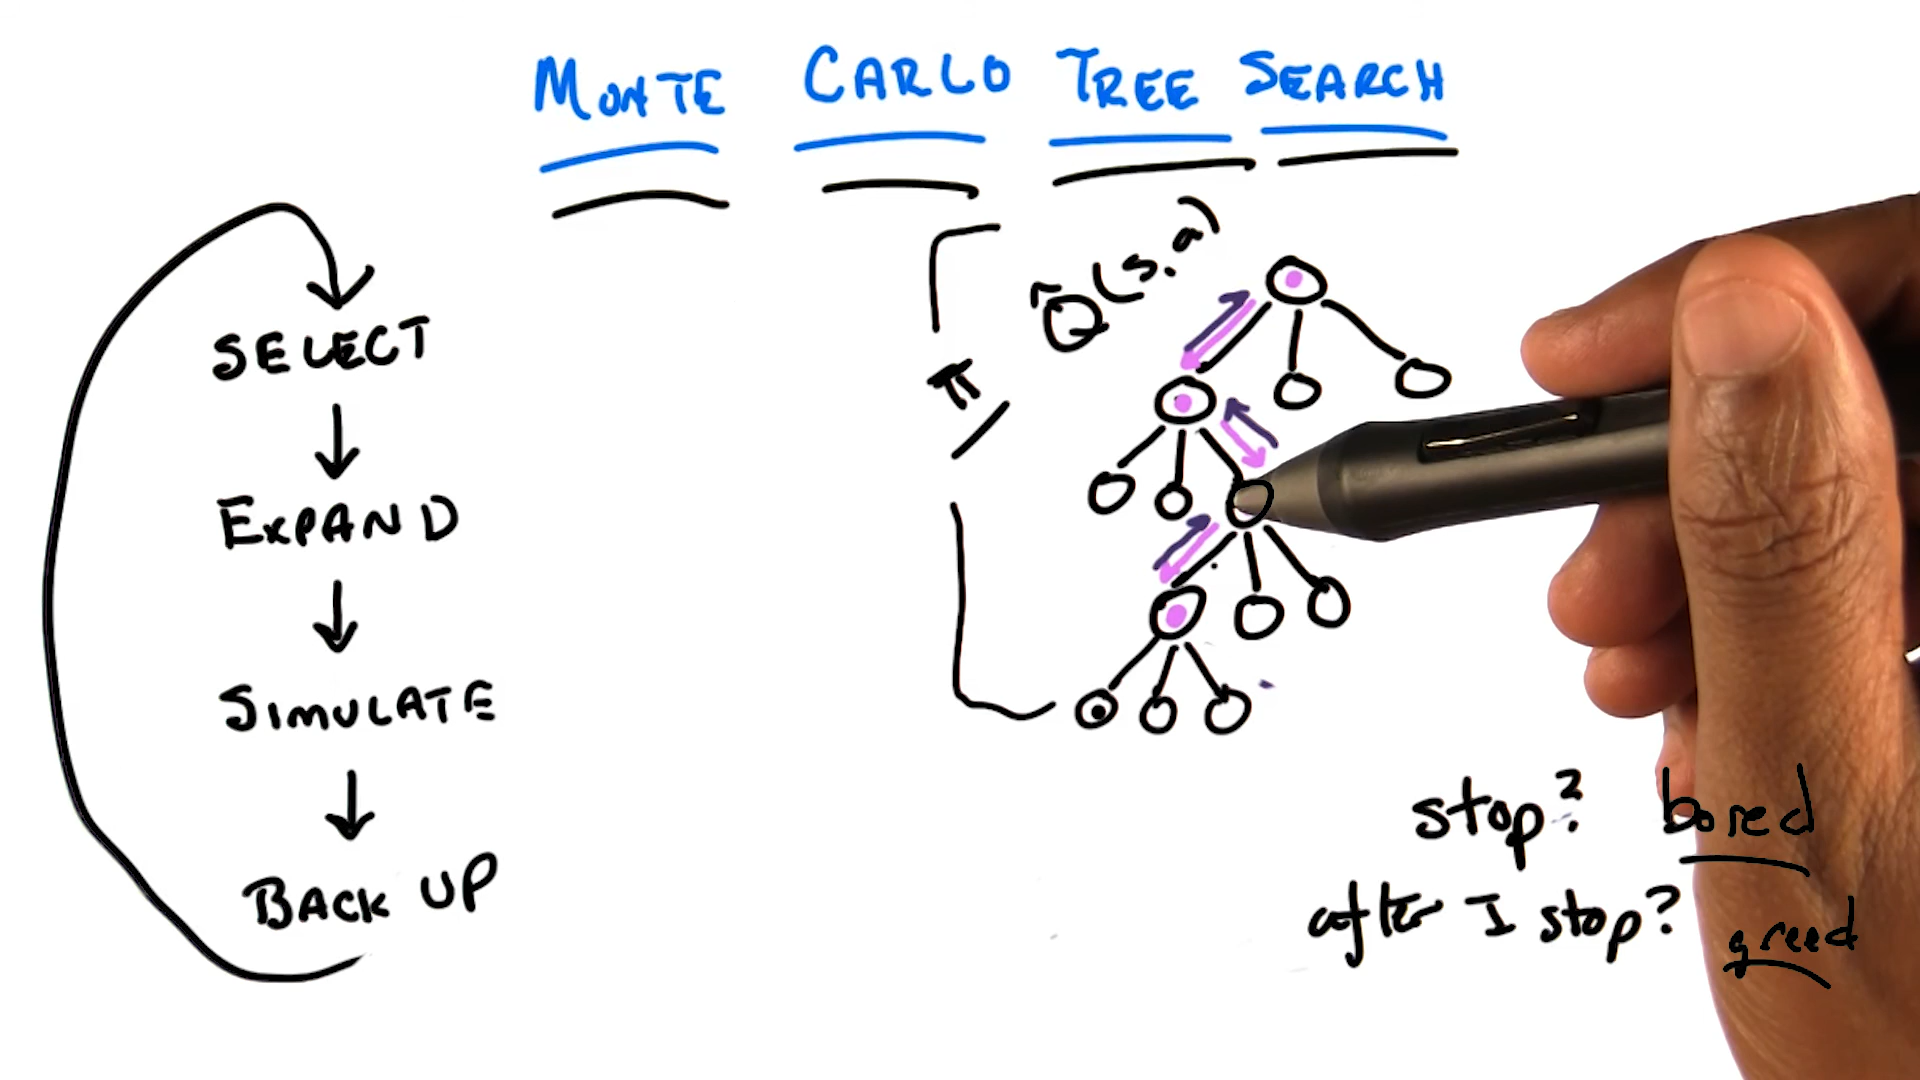 MONTE CARLO TREE SEARCH
SELECT
EXPAND
SIMULATE
BACK UP
Q̂(s,a)
π
stop? bored
after I stop? greed